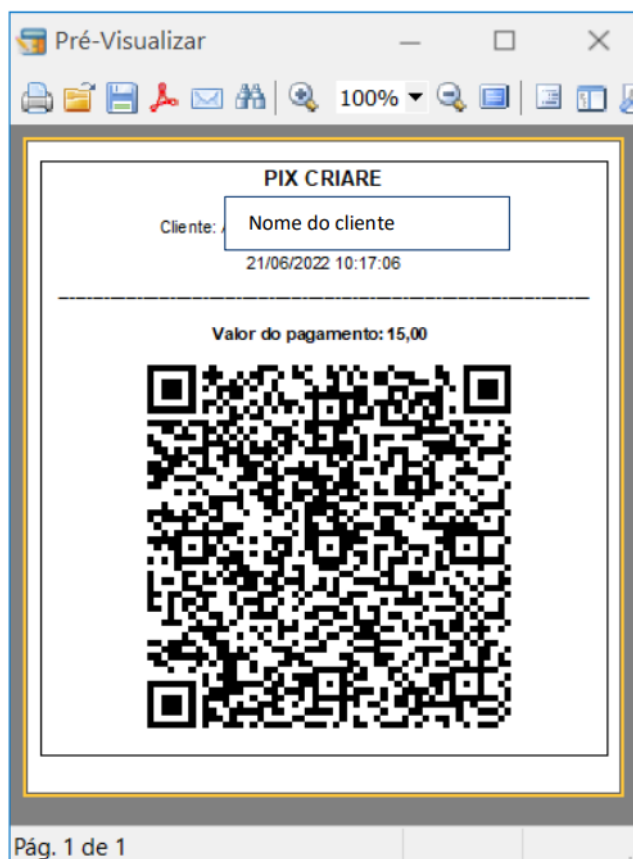 Pré-Visualizar
100%
PIX CRIARE
Cliente: Nome do cliente
21/06/2022 10:17:06
Valor do pagamento: 15,00
Pág. 1 de 1